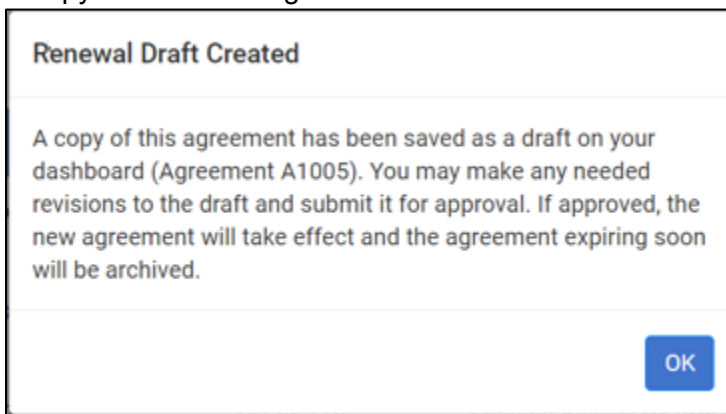 Renewal Draft Created
A copy of this agreement has been saved as a draft on your
dashboard (Agreement A1005). You may make any needed
revisions to the draft and submit it for approval. If approved, the
new agreement will take effect and the agreement expiring soon
will be archived.
OK